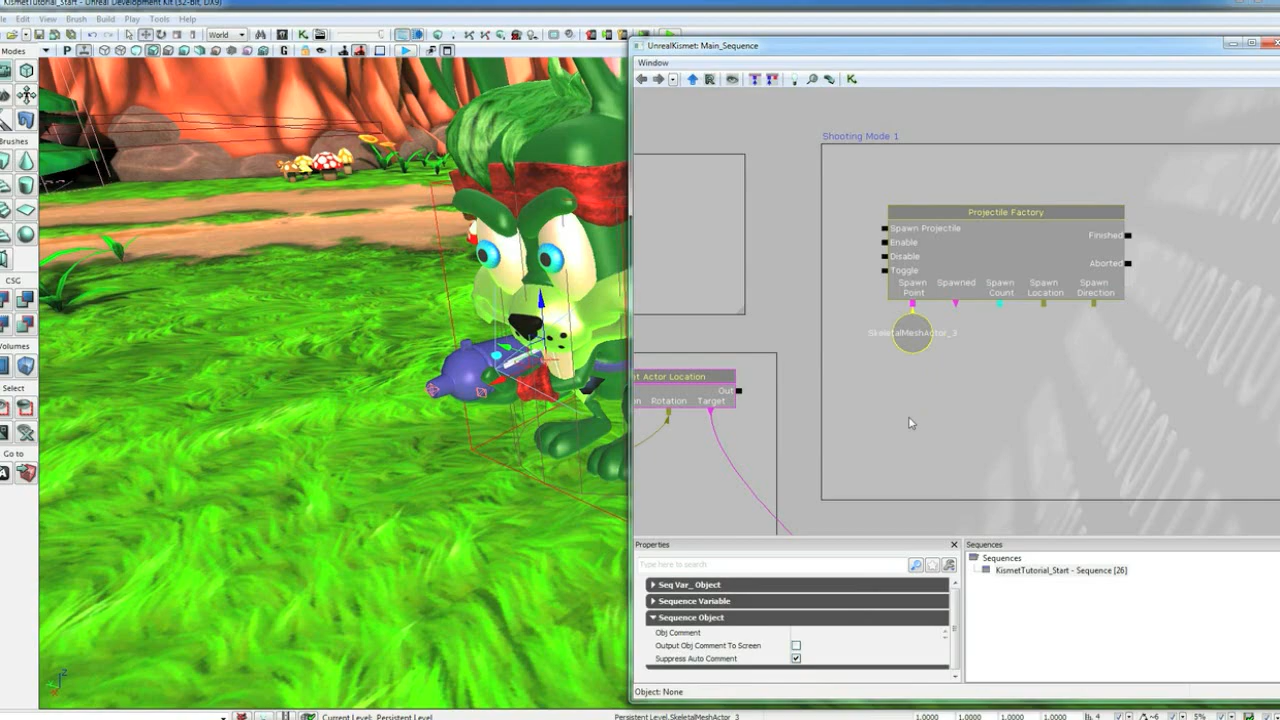 KismetTutorial_Start - Unreal Development Kit (32-Bit, DX9)
Edit View Brush Build Play Tools Help
World
P
G
Modes
Brushes
CSG
Volumes
Select
Go to
UnrealKismet: Main_Sequence
Window
Shooting Mode 1
Projectile Factory
Spawn Projectile
Enable
Disable
Toggle
Finished
Aborted
Spawn Point
Spawned
Spawn Count
Spawn Location
Spawn Direction
SkeletalMeshActor_3
Actor Location
Out
Rotation
Target
Properties
Type here to search
Seq Var_ Object
Sequence Variable
Sequence Object
Obj Comment
Output Obj Comment To Screen
Suppress Auto Comment
Sequences
Sequences
KismetTutorial_Start - Sequence [26]
Object: None
Current Level: Persistent Level
Persistent Level.SkeletalMeshActor_3
1.0000 1.0000 1.0000 1.0000
4
5%